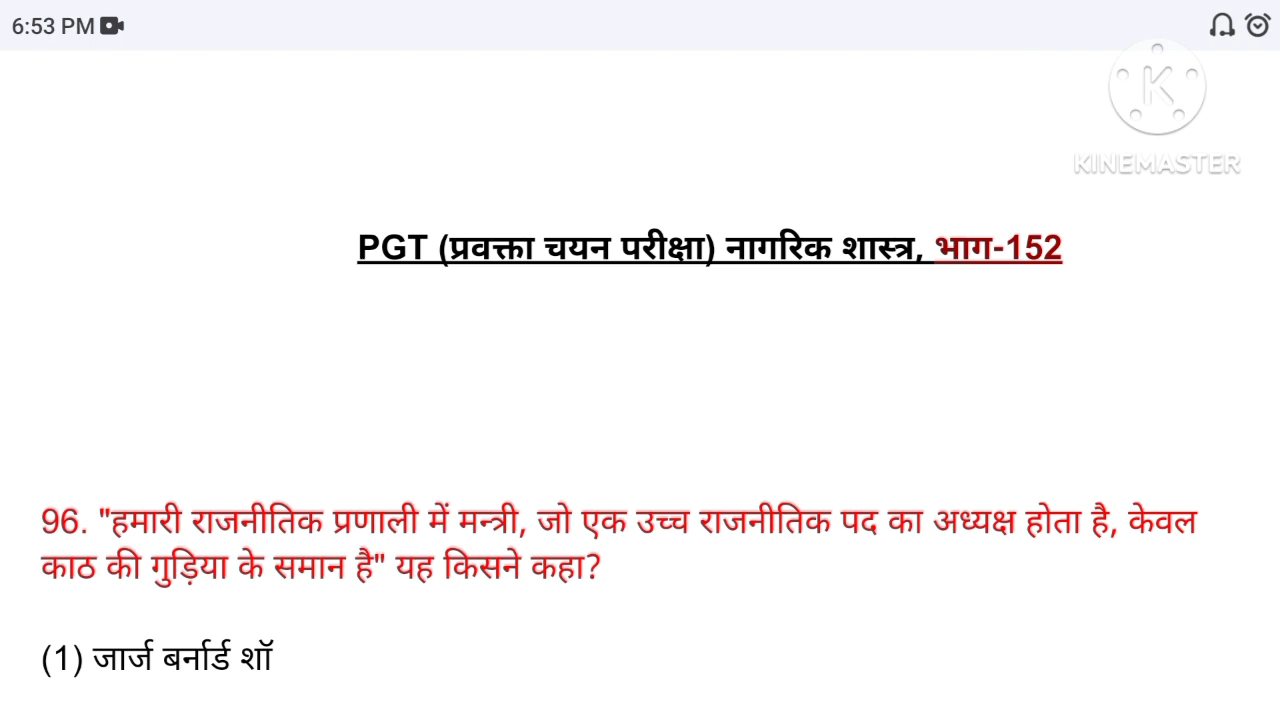 6:53 PM
KINEMASTER
PGT (प्रवक्ता चयन परीक्षा) नागरिक शास्त्र, भाग-152
96. "हमारी राजनीतिक प्रणाली में मन्त्री, जो एक उच्च राजनीतिक पद का अध्यक्ष होता है, केवल
काठ की गुड़िया के समान है" यह किसने कहा?
(1) जार्ज बर्नार्ड शॉ